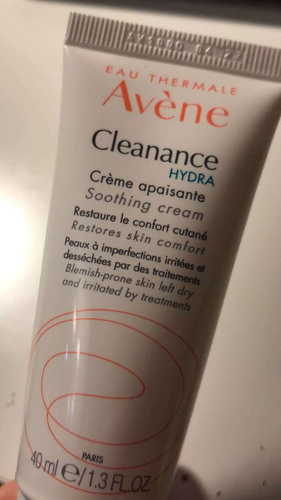 EAU THERMALE
Avène
Cleanance
HYDRA
Crème apaisante
Soothing cream
Restaure le confort cutané
Restores skin comfort
Peaux à imperfections irritées et
desséchées par des traitements
Blemish-prone skin left dry
and irritated by treatments
PARIS
40 ml e/1.3 FL.OZ.